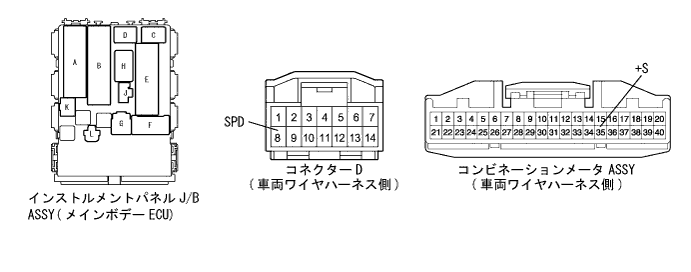 A
B
D
C
H
J
E
K
L
G
F
インストルメントパネル J/B
ASSY(メインボデーECU)
SPD
1 2 3 4 5 6 7
8 9 10 11 12 13 14
コネクターD
(車両ワイヤハーネス側)
+S
1 2 3 4 5 6 7 8 9 10 11 12 13 14 15 16 17 18 19 20
21 22 23 24 25 26 27 28 29 30 31 32 33 34 35 36 37 38 39 40
コンビネーションメータ ASSY
(車両ワイヤハーネス側)